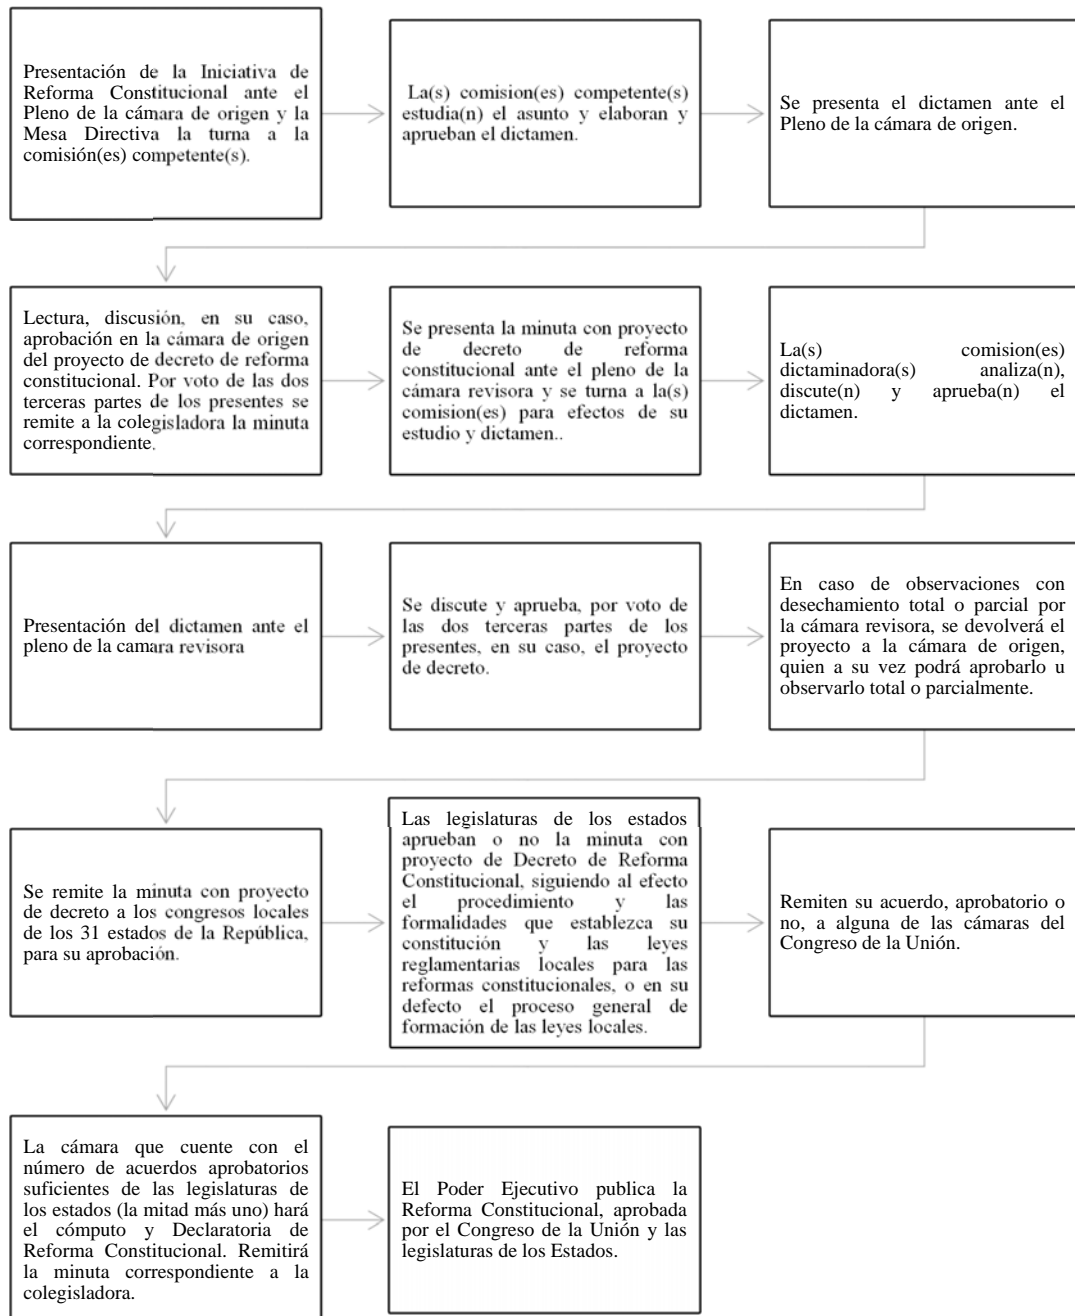 Presentación de la Iniciativa de
Reforma Constitucional ante el
Pleno de la cámara de origen y la
Mesa Directiva la turna a la
comisión(es) competente(s).
La(s) comision(es) competente(s)
estudia(n) el asunto y elaboran y
aprueban el dictamen.
Se presenta el dictamen ante el
Pleno de la cámara de origen.
Lectura, discusión, en su caso,
aprobación en la cámara de origen
del proyecto de decreto de reforma
constitucional. Por voto de las dos
terceras partes de los presentes se
remite a la colegisladora la minuta
correspondiente.
Se presenta la minuta con proyecto
de decreto de reforma
constitucional ante el pleno de la
cámara revisora y se turna a la(s)
comision(es) para efectos de su
estudio y dictamen..
La(s) comision(es)
dictaminadora(s) analiza(n),
discute(n) y aprueba(n) el
dictamen.
Presentación del dictamen ante el
pleno de la camara revisora
Se discute y aprueba, por voto de
las dos terceras partes de los
presentes, en su caso, el proyecto
de decreto.
En caso de observaciones con
desechamiento total o parcial por
la cámara revisora, se devolverá el
proyecto a la cámara de origen,
quien a su vez podrá aprobarlo u
observarlo total o parcialmente.
Se remite la minuta con proyecto
de decreto a los congresos locales
de los 31 estados de la República,
para su aprobación.
Las legislaturas de los estados
aprueban o no la minuta con
proyecto de Decreto de Reforma
Constitucional, siguiendo al efecto
el procedimiento y las
formalidades que establezca su
constitución y las leyes
reglamentarias locales para las
reformas constitucionales, o en su
defecto el proceso general de
formación de las leyes locales.
Remiten su acuerdo, aprobatorio o
no, a alguna de las cámaras del
Congreso de la Unión.
La cámara que cuente con el
número de acuerdos aprobatorios
suficientes de las legislaturas de
los estados (la mitad más uno) hará
el cómputo y Declaratoria de
Reforma Constitucional. Remitirá
la minuta correspondiente a la
colegisladora.
El Poder Ejecutivo publica la
Reforma Constitucional, aprobada
por el Congreso de la Unión y las
legislaturas de los Estados.